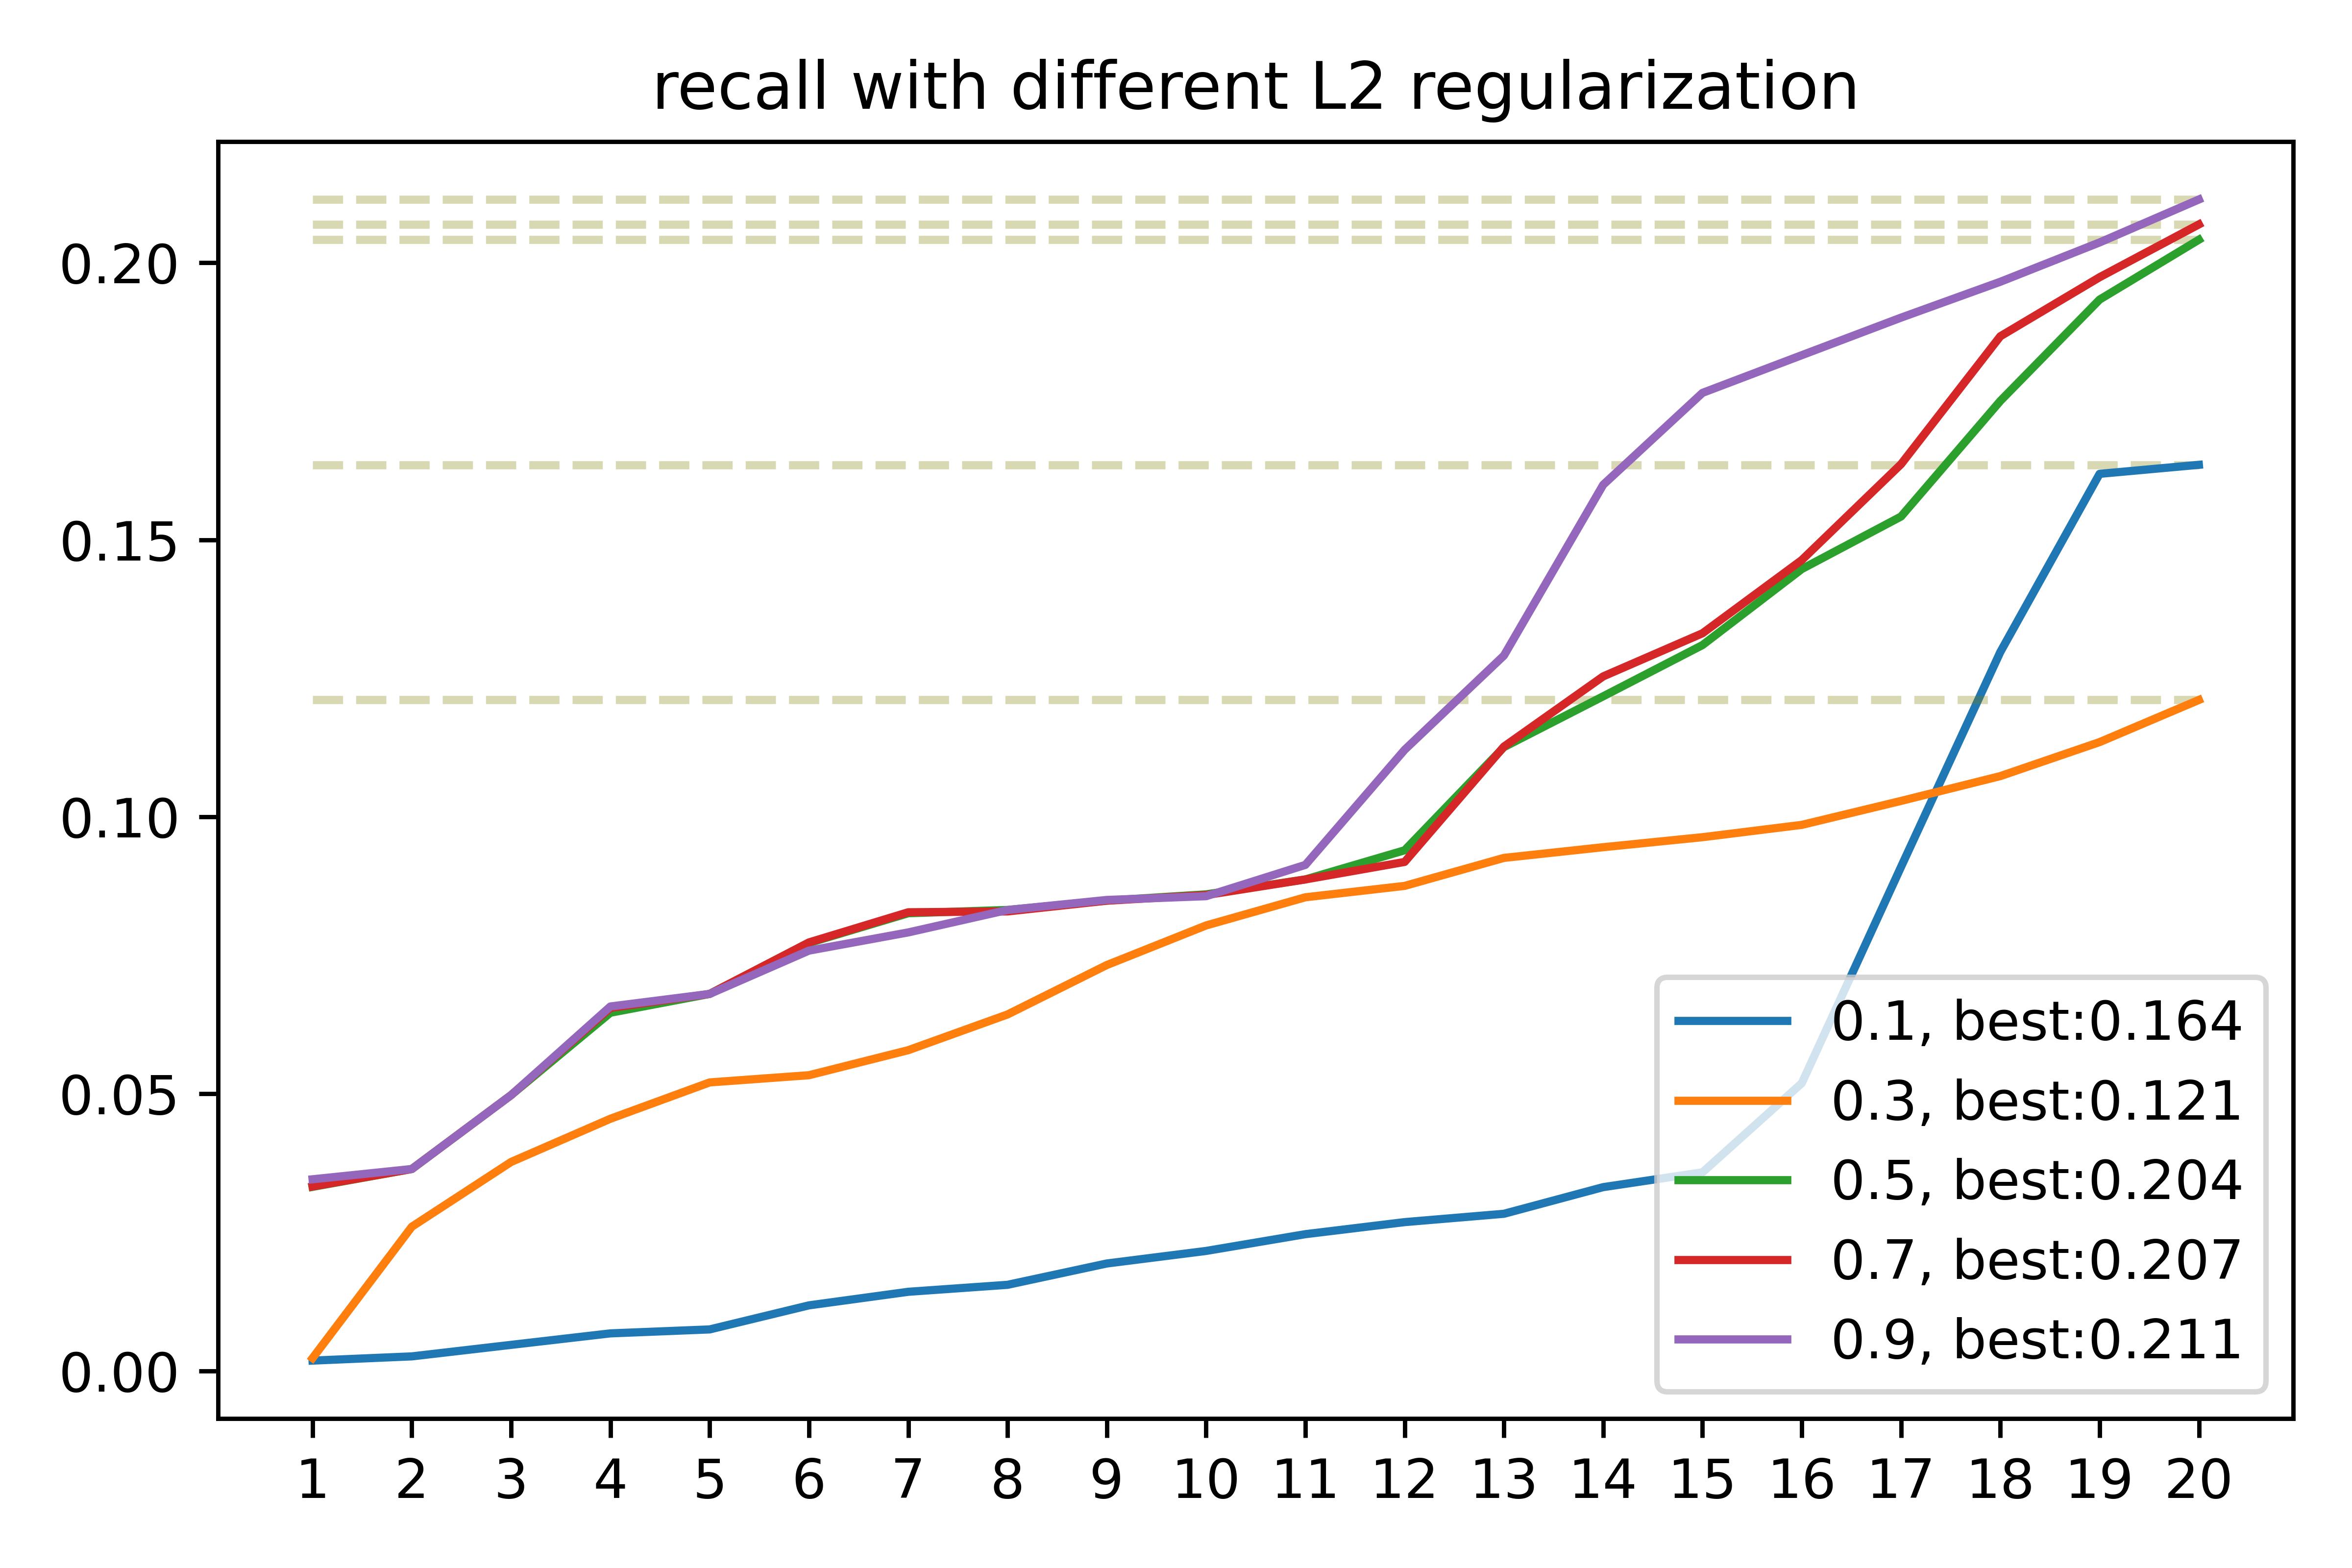 recall with different L2 regularization
0.20
0.15
0.10
0.05
0.00
0.1, best:0.164
0.3, best:0.121
0.5, best:0.204
0.7, best:0.207
0.9, best:0.211
1 2 3 4 5 6 7 8 9 10 11 12 13 14 15 16 17 18 19 20